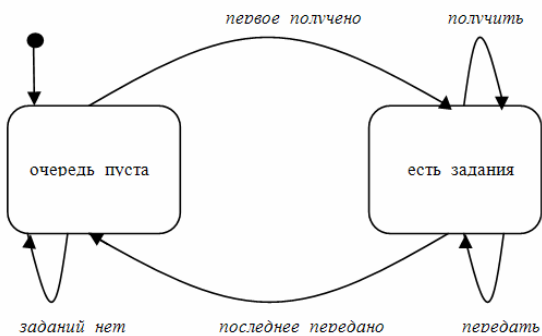 первое получено
получить
очередь пуста
есть задания
заданий нет
последнее передано
передать